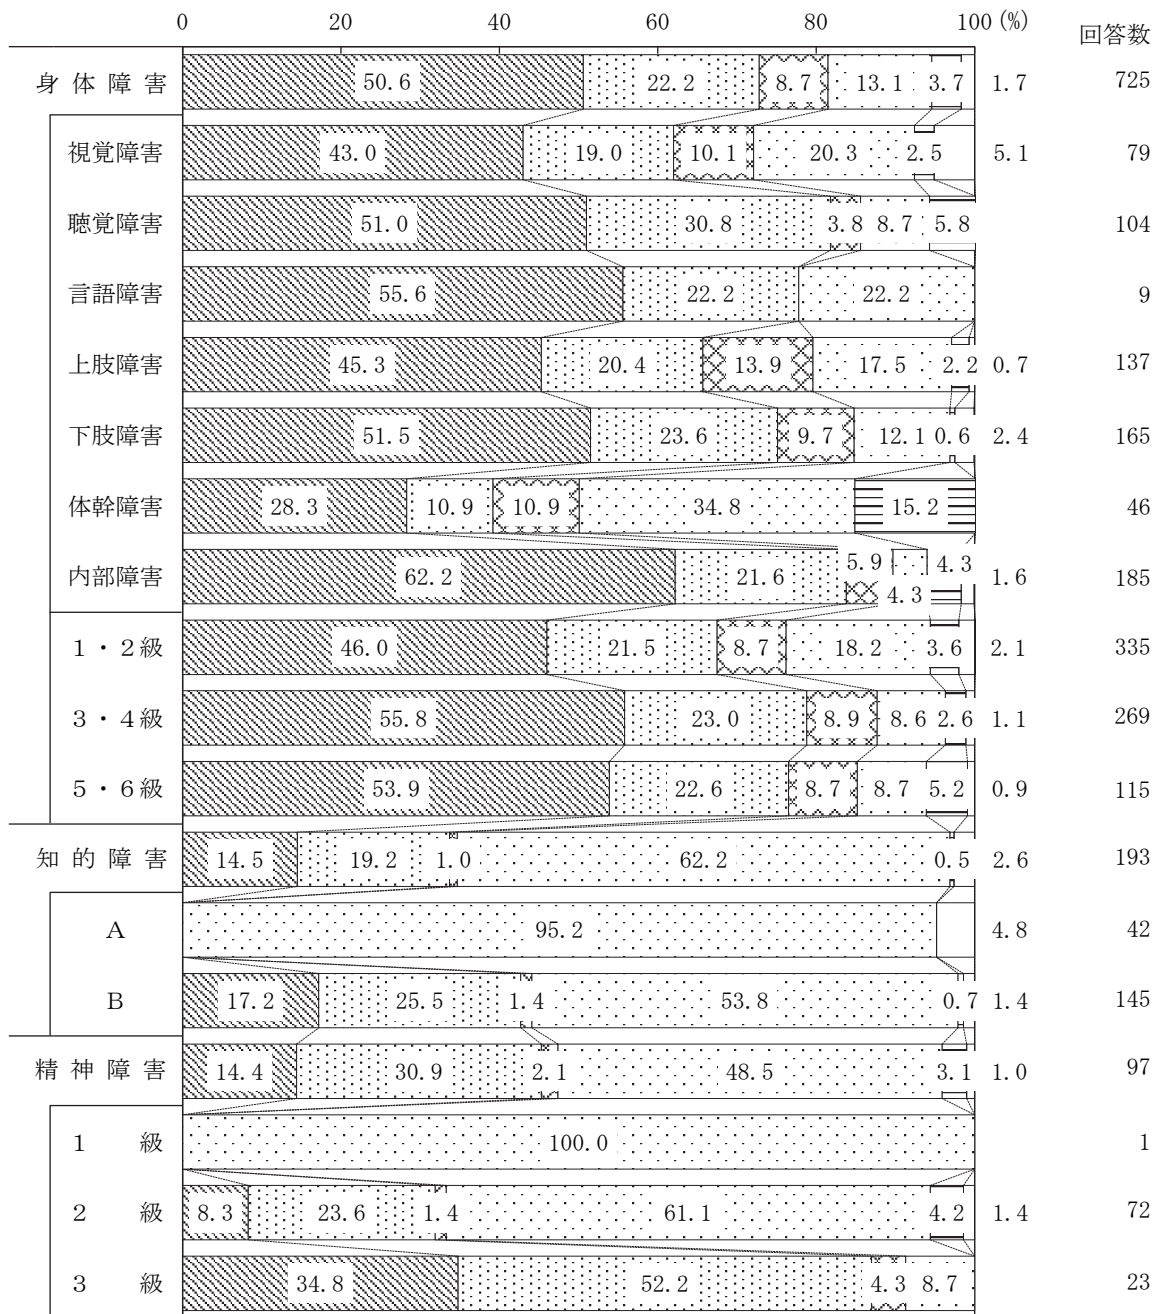 0 20 40 60 80 100 (%) 回答数
身体障害 50.6 22.2 8.7 13.1 3.7 1.7 725
視覚障害 43.0 19.0 10.1 20.3 2.5 5.1 79
聴覚障害 51.0 30.8 3.8 8.7 5.8 104
言語障害 55.6 22.2 22.2 9
上肢障害 45.3 20.4 13.9 17.5 2.2 0.7 137
下肢障害 51.5 23.6 9.7 12.1 0.6 2.4 165
体幹障害 28.3 10.9 10.9 34.8 15.2 46
内部障害 62.2 21.6 5.9 4.3 4.3 1.6 185
1・2級 46.0 21.5 8.7 18.2 3.6 2.1 335
3・4級 55.8 23.0 8.9 8.6 2.6 1.1 269
5・6級 53.9 22.6 8.7 8.7 5.2 0.9 115
知的障害 14.5 19.2 1.0 62.2 0.5 2.6 193
A 95.2 4.8 42
B 17.2 25.5 1.4 53.8 0.7 1.4 145
精神障害 14.4 30.9 2.1 48.5 3.1 1.0 97
1 級 100.0 1
2 級 8.3 23.6 1.4 61.1 4.2 1.4 72
3 級 34.8 52.2 4.3 8.7 23